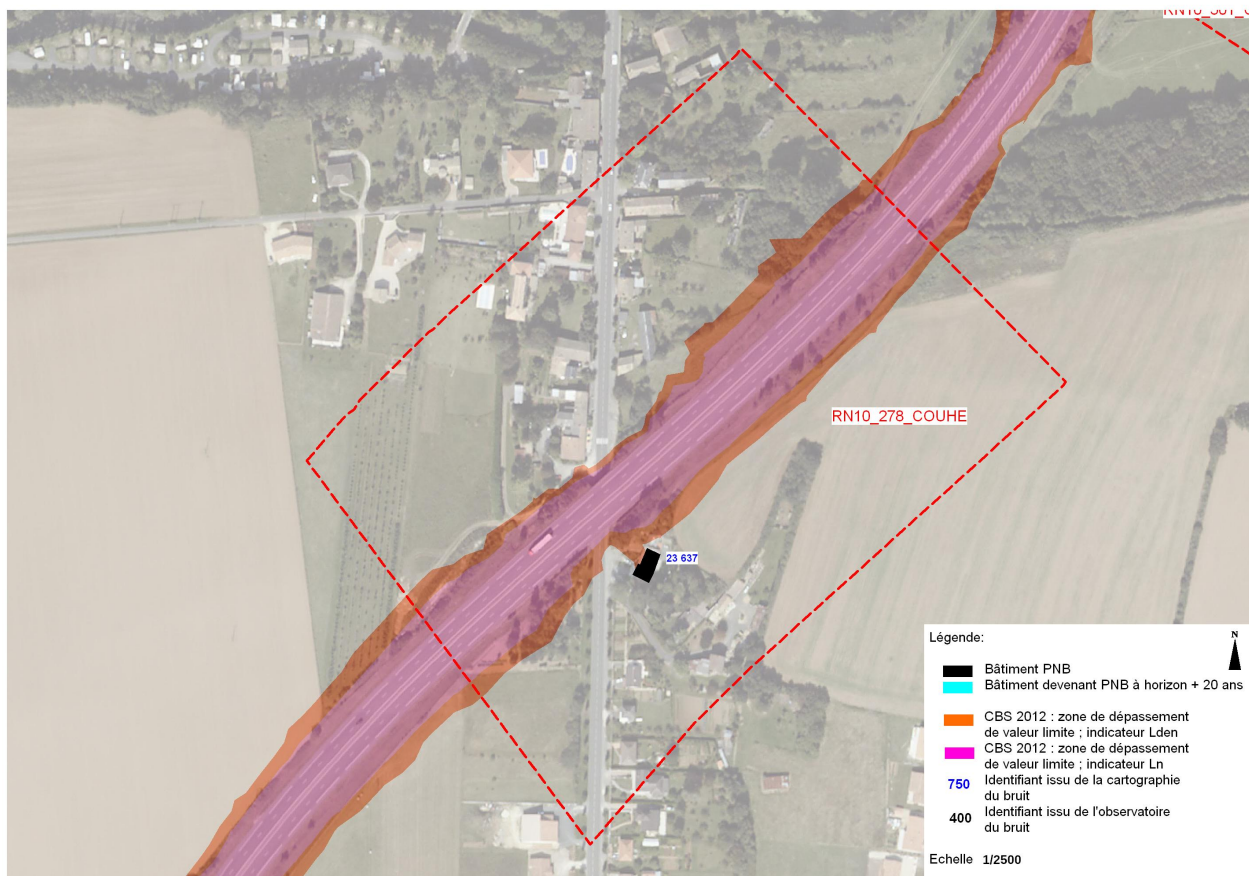 RN10_278_COUHE
23 637
Légende:
N
Bâtiment PNB
Bâtiment devenant PNB à horizon + 20 ans
CBS 2012 : zone de dépassement
de valeur limite ; indicateur Lden
CBS 2012 : zone de dépassement
de valeur limite ; indicateur Ln
750 Identifiant issu de la cartographie
du bruit
400 Identifiant issu de l'observatoire
du bruit
Echelle 1/2500